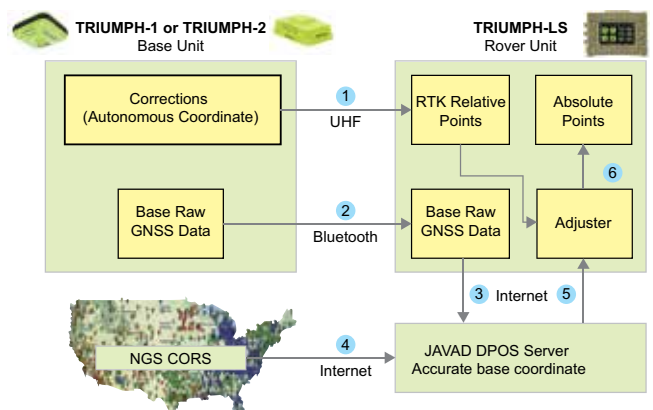 TRIUMPH-1 or TRIUMPH-2
Base Unit
TRIUMPH-LS
Rover Unit
Corrections
(Autonomous Coordinate)
1
UHF
RTK Relative
Points
Absolute
Points
6
Base Raw
GNSS Data
2
Bluetooth
Base Raw
GNSS Data
Adjuster
3 Internet 5
NGS CORS
4
Internet
JAVAD DPOS Server
Accurate base coordinate